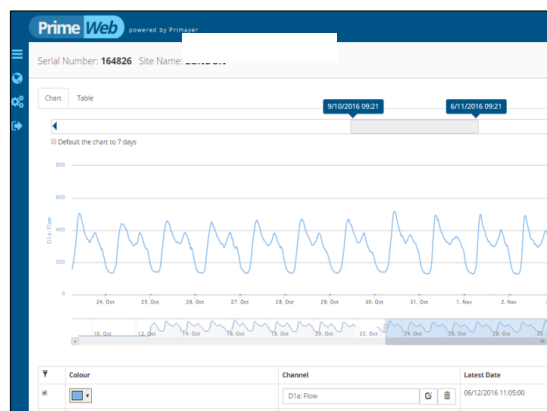 Prime Web powered by Primayer
Serial Number: 164826 Site Name: LONDON
Chart Table
9/10/2016 09:21 6/11/2016 09:21
Default the chart to 7 days
800
600
400
200
0
D1a: Flow
24. Oct 25. Oct 26. Oct 27. Oct 28. Oct 29. Oct 30. Oct 31. Oct 1. Nov 2. Nov
10. Oct 12. Oct 14. Oct 16. Oct 18. Oct 20. Oct 22. Oct 24. Oct 26. Oct 28. Oct 30. Oct
Colour Channel Latest Date
D1a: Flow 06/12/2016 11:05:00